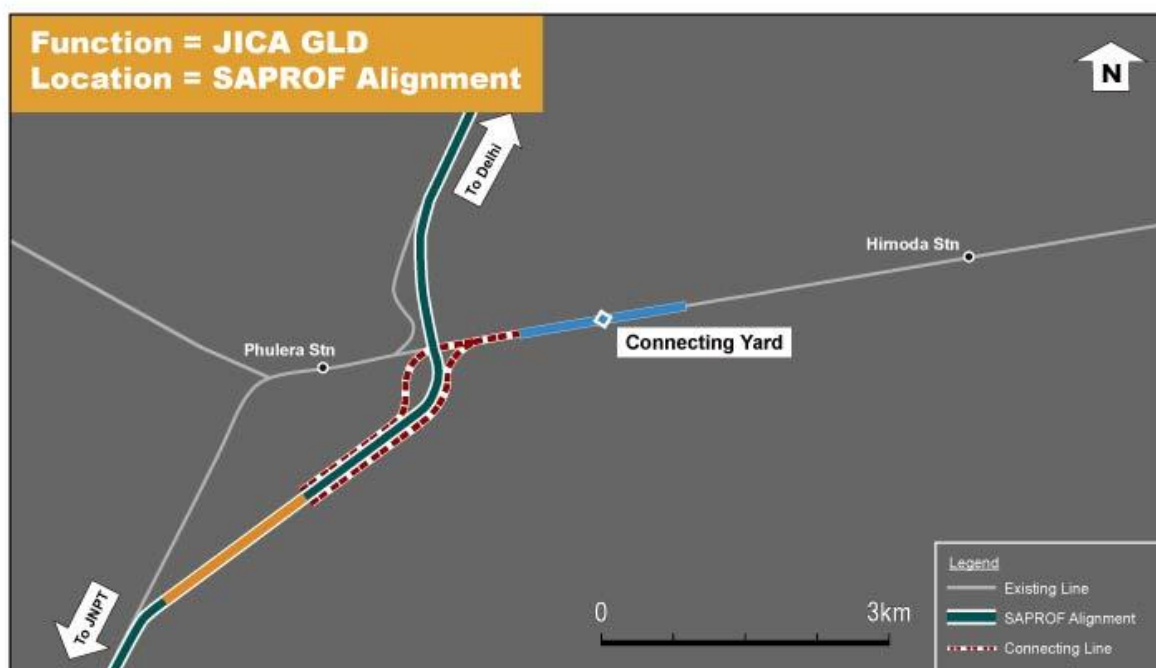 Function = JICA GLD
Location = SAPROF Alignment
N
To Delhi
Himoda Stn
Connecting Yard
Phulera Stn
To JNPT
0 3km
Legend
Existing Line
SAPROF Alignment
Connecting Line